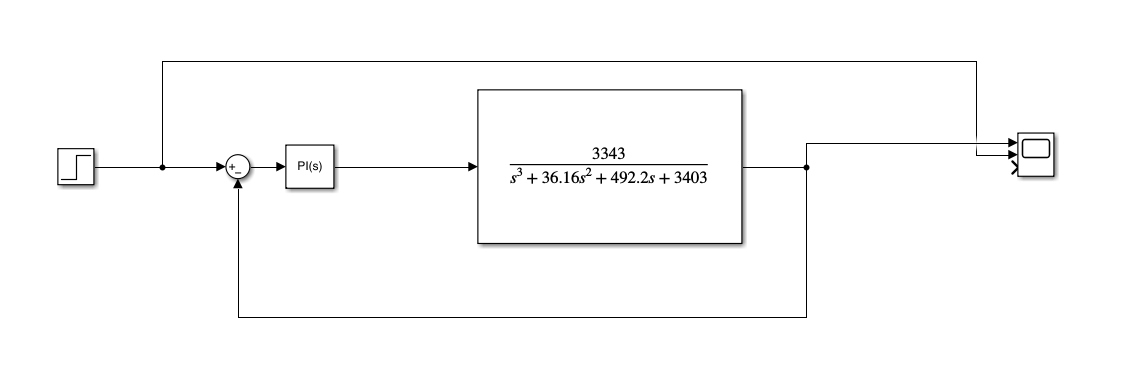 +
−
PI(s)
3343
s³ + 36.16s² + 492.2s + 3403